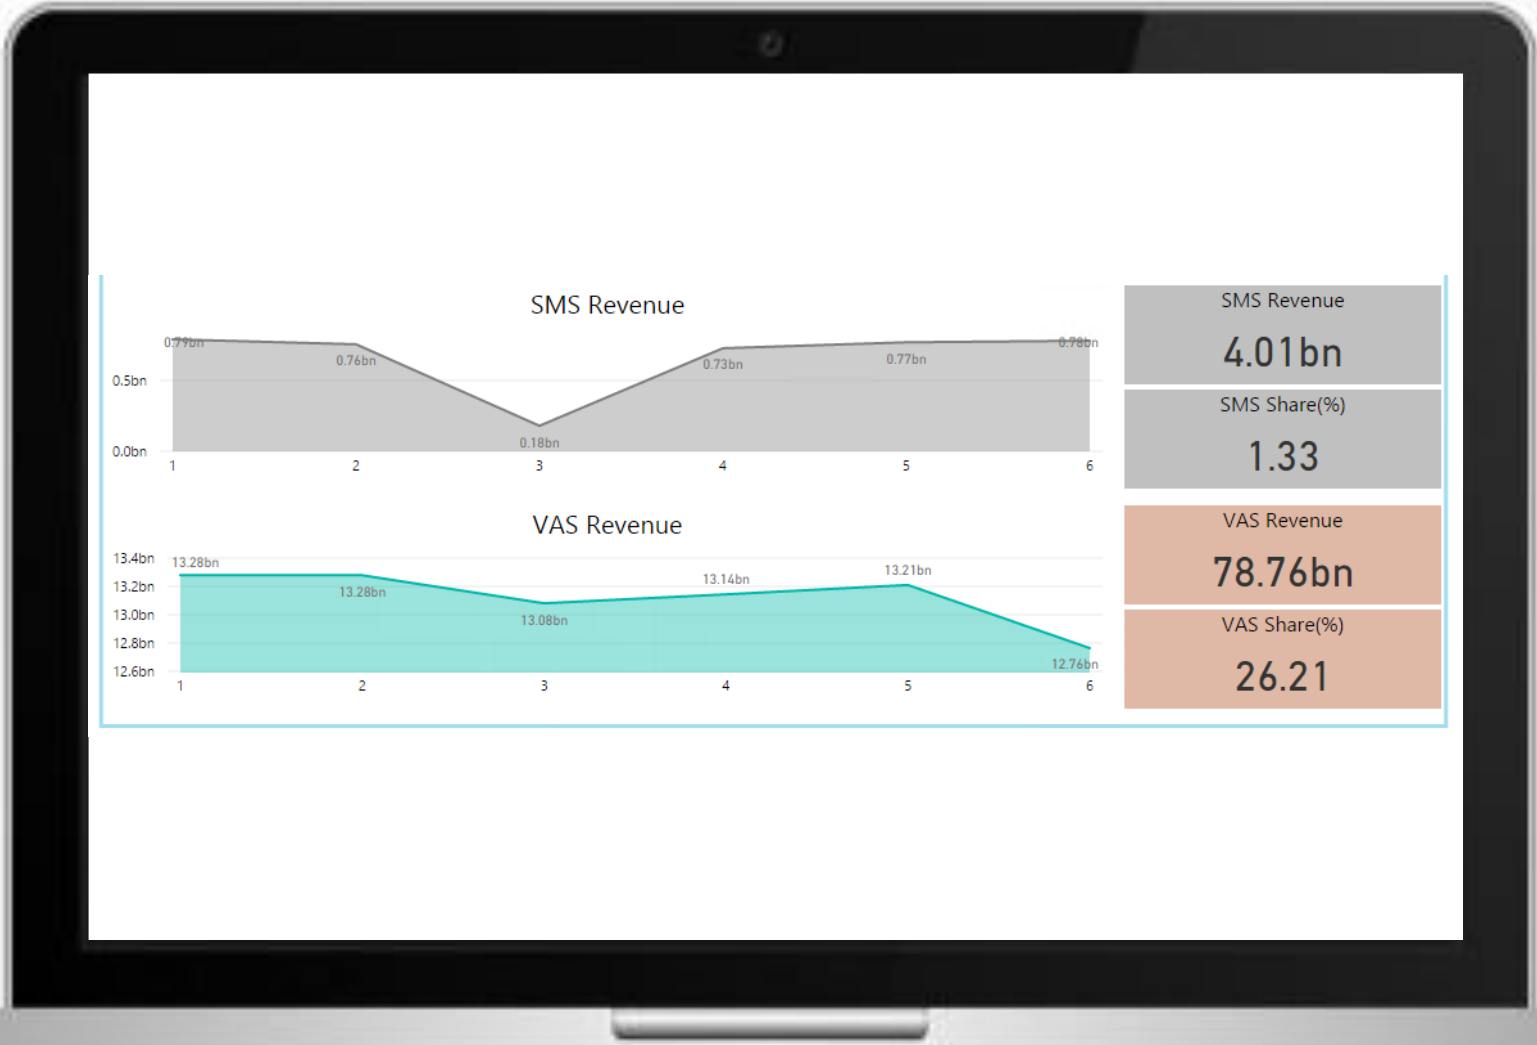 SMS Revenue
0.79bn
0.76bn
0.18bn
0.73bn
0.77bn
0.78bn
0.5bn
0.0bn
1 2 3 4 5 6
SMS Revenue
4.01bn
SMS Share(%)
1.33
VAS Revenue
13.4bn
13.2bn
13.0bn
12.8bn
12.6bn
13.28bn
13.28bn
13.08bn
13.14bn
13.21bn
12.76bn
1 2 3 4 5 6
VAS Revenue
78.76bn
VAS Share(%)
26.21